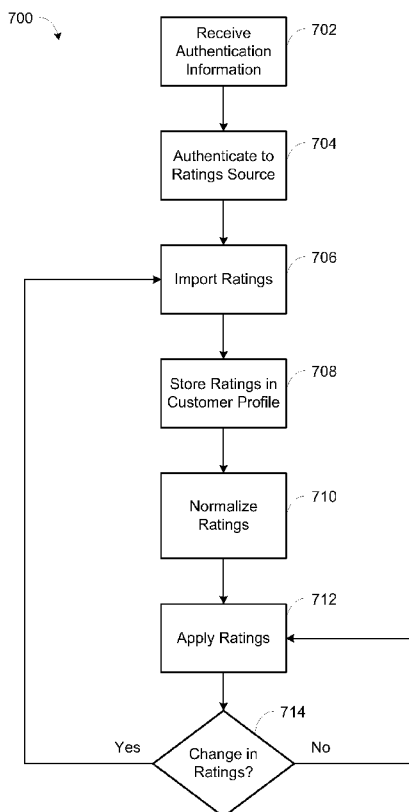 700
Receive
Authentication
Information
702
Authenticate to
Ratings Source
704
Import Ratings
706
Store Ratings in
Customer Profile
708
Normalize
Ratings
710
Apply Ratings
712
714
Yes
Change in
Ratings?
No